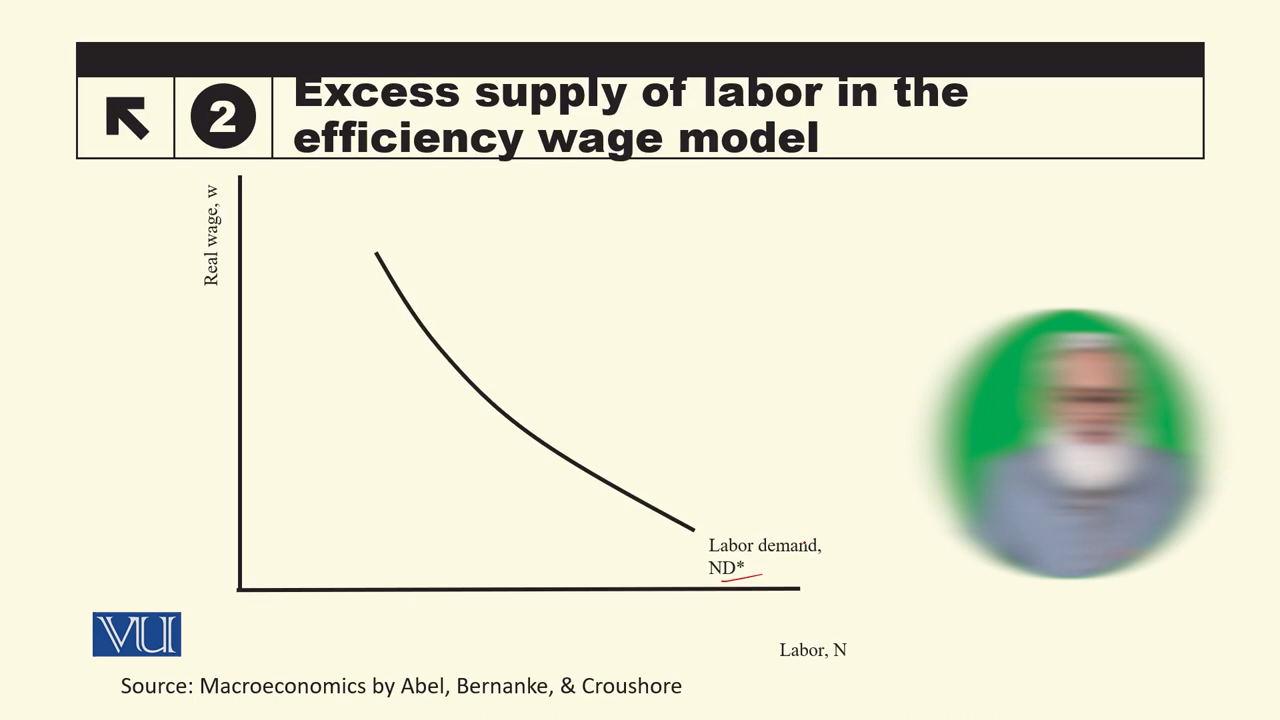 2
Excess supply of labor in the
efficiency wage model
Real wage, w
Labor demand,
ND*
Labor, N
VU
Source: Macroeconomics by Abel, Bernanke, & Croushore